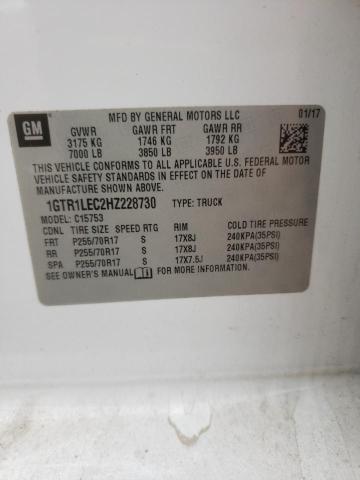 MFD BY GENERAL MOTORS LLC 01/17
GM
GVWR GAWR FRT GAWR RR
3175 KG 1746 KG 1792 KG
7000 LB 3850 LB 3950 LB
THIS VEHICLE CONFORMS TO ALL APPLICABLE U.S. FEDERAL MOTOR
VEHICLE SAFETY STANDARDS IN EFFECT ON THE DATE OF
MANUFACTURE SHOWN ABOVE.
1GTR1LEC2HZ228730 TYPE: TRUCK
MODEL: C15753
CDNL TIRE SIZE SPEED RTG RIM COLD TIRE PRESSURE
FRT P255/70R17 S 17X8J 240KPA(35PSI)
RR P255/70R17 S 17X8J 240KPA(35PSI)
SPA P255/70R17 S 17X7.5J 240KPA(35PSI)
SEE OWNER'S MANUAL FOR MORE INFORMATION